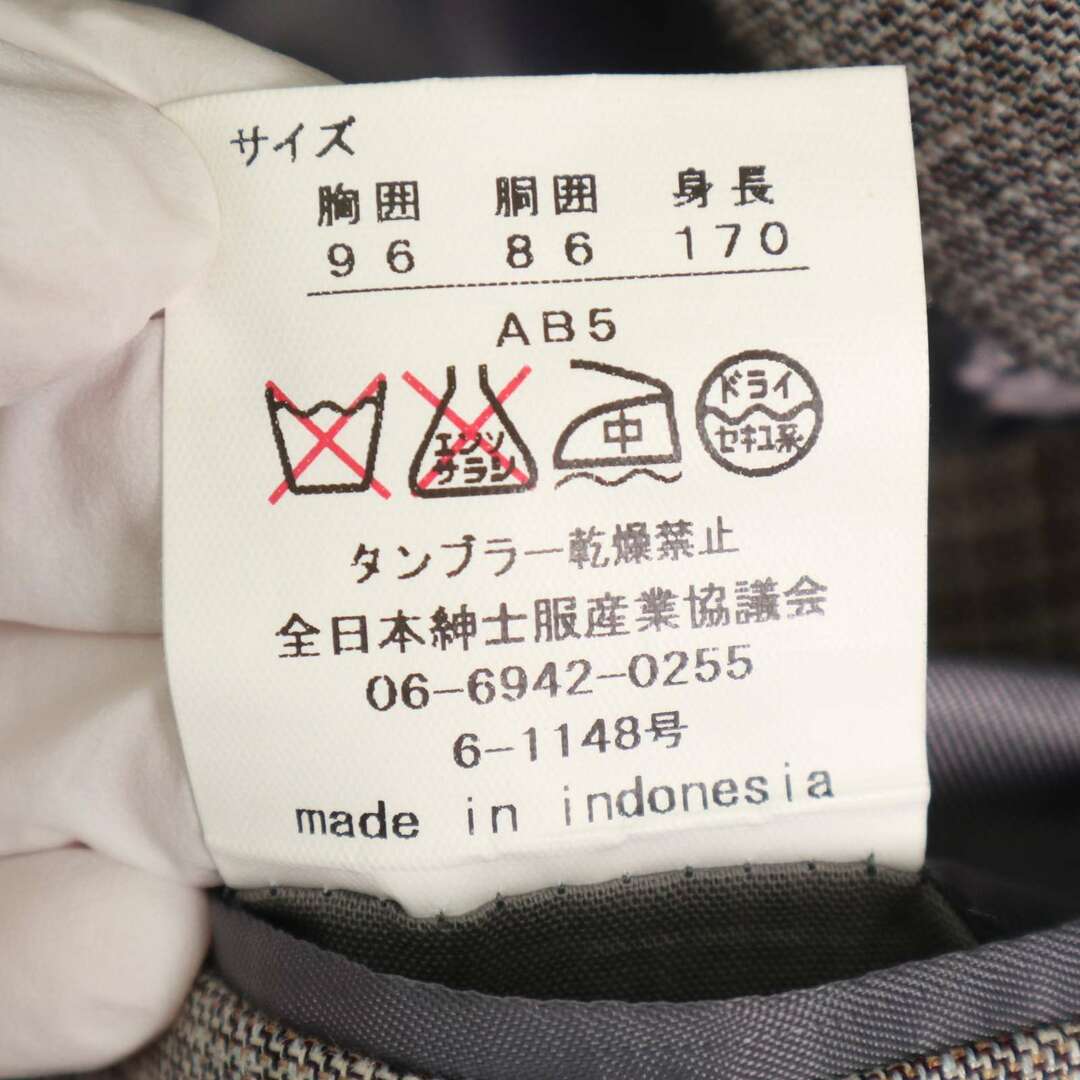 サイズ
胸囲 胴囲 身長
96 86 170
AB5
エンソサラシ 中 ドライ セキユ系
タンブラー乾燥禁止
全日本紳士服産業協議会
06-6942-0255
6-1148号
made in indonesia